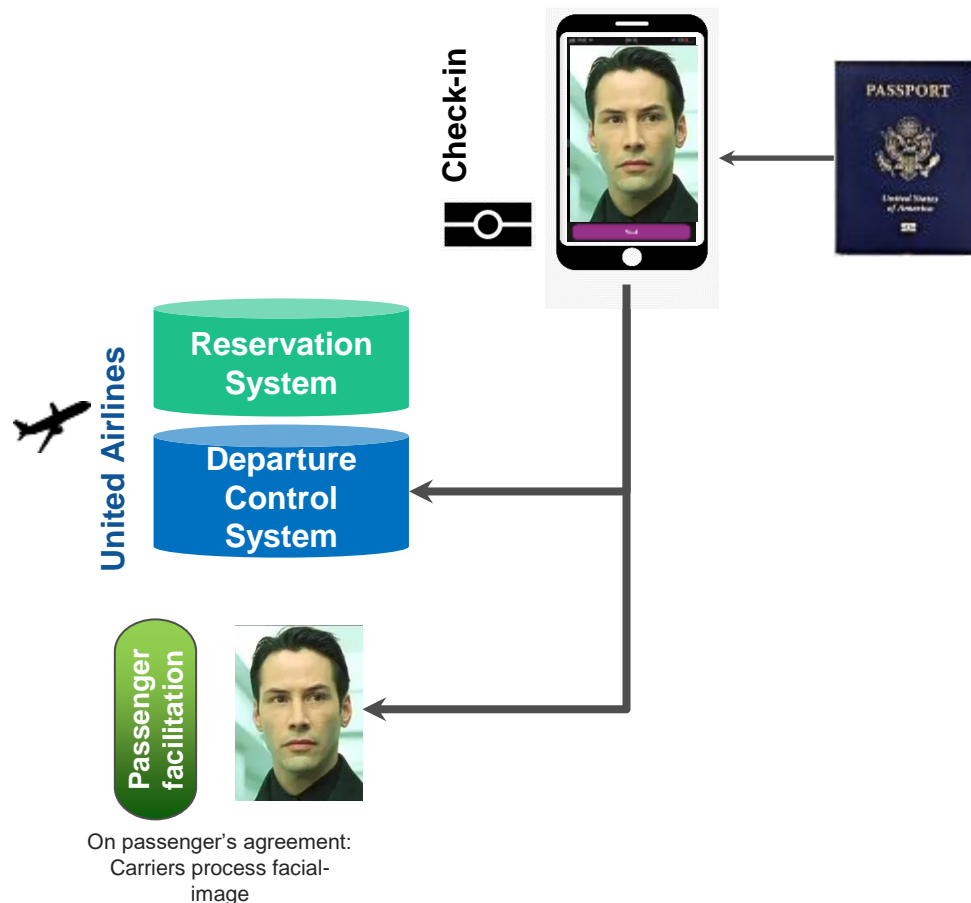 Check-in
PASSPORT
United States
of America
Reservation
System
United Airlines
Departure
Control
System
Passenger
facilitation
On passenger's agreement:
Carriers process facial-
image